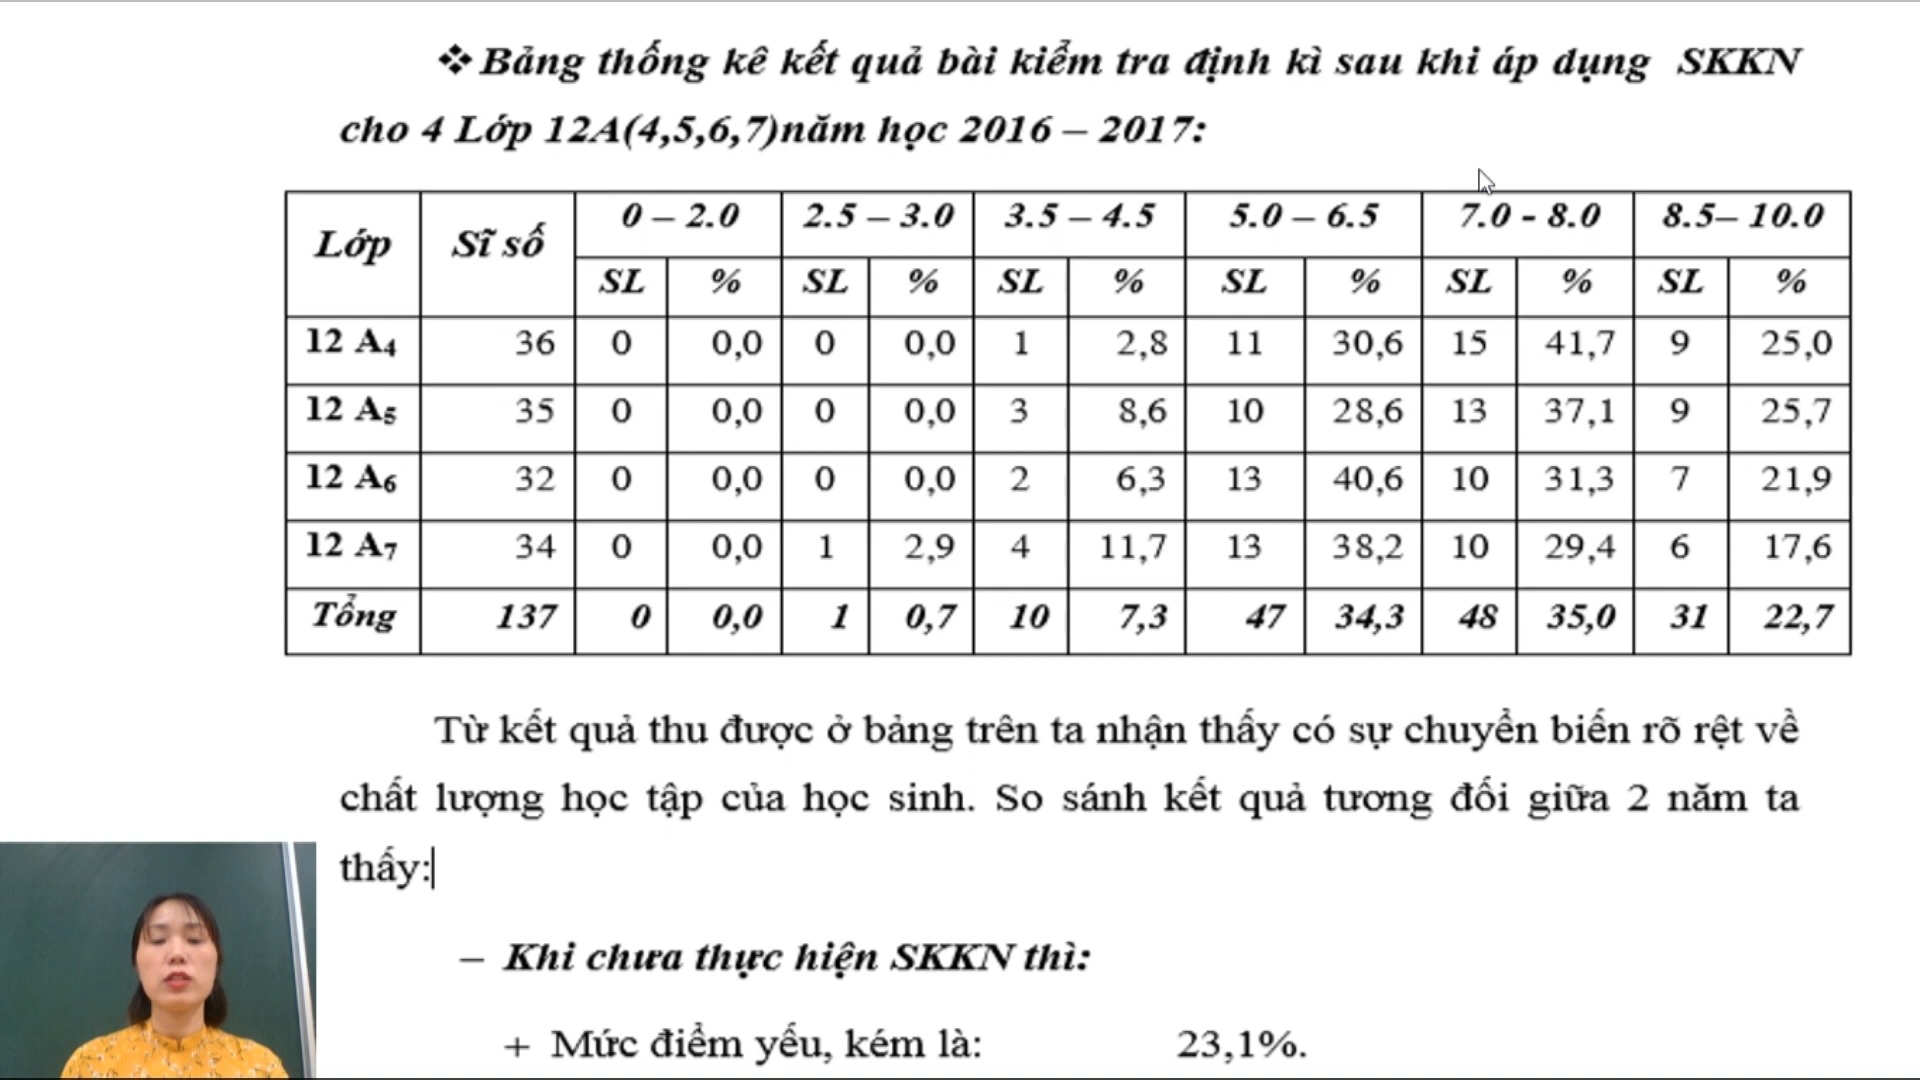 ❖ Bảng thống kê kết quả bài kiểm tra định kì sau khi áp dụng SKKN
cho 4 Lớp 12A(4,5,6,7)năm học 2016 – 2017:
Lớp Sĩ số 0 – 2.0 2.5 – 3.0 3.5 – 4.5 5.0 – 6.5 7.0 - 8.0 8.5– 10.0
SL % SL % SL % SL % SL % SL %
12 A4 36 0 0,0 0 0,0 1 2,8 11 30,6 15 41,7 9 25,0
12 A5 35 0 0,0 0 0,0 3 8,6 10 28,6 13 37,1 9 25,7
12 A6 32 0 0,0 0 0,0 2 6,3 13 40,6 10 31,3 7 21,9
12 A7 34 0 0,0 1 2,9 4 11,7 13 38,2 10 29,4 6 17,6
Tổng 137 0 0,0 1 0,7 10 7,3 47 34,3 48 35,0 31 22,7
Từ kết quả thu được ở bảng trên ta nhận thấy có sự chuyển biến rõ rệt về
chất lượng học tập của học sinh. So sánh kết quả tương đối giữa 2 năm ta
thấy:
– Khi chưa thực hiện SKKN thì:
+ Mức điểm yếu, kém là: 23,1%.